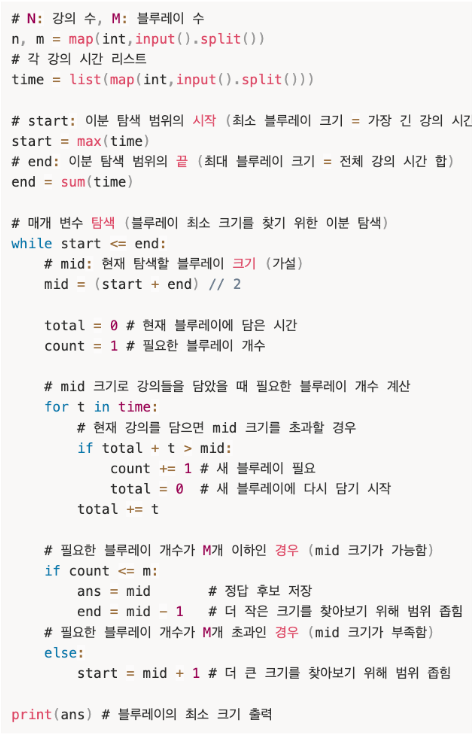 # N: 강의 수, M: 블루레이 수
n, m = map(int,input().split())
# 각 강의 시간 리스트
time = list(map(int,input().split()))
# start: 이분 탐색 범위의 시작 (최소 블루레이 크기 = 가장 긴 강의 시간
start = max(time)
# end: 이분 탐색 범위의 끝 (최대 블루레이 크기 = 전체 강의 시간 합)
end = sum(time)
# 매개 변수 탐색 (블루레이 최소 크기를 찾기 위한 이분 탐색)
while start <= end:
    # mid: 현재 탐색할 블루레이 크기 (가설)
    mid = (start + end) // 2
    total = 0 # 현재 블루레이에 담은 시간
    count = 1 # 필요한 블루레이 개수
    # mid 크기로 강의들을 담았을 때 필요한 블루레이 개수 계산
    for t in time:
        # 현재 강의를 담으면 mid 크기를 초과할 경우
        if total + t > mid:
            count += 1 # 새 블루레이 필요
            total = 0  # 새 블루레이에 다시 담기 시작
        total += t
    # 필요한 블루레이 개수가 M개 이하인 경우 (mid 크기가 가능함)
    if count <= m:
        ans = mid       # 정답 후보 저장
        end = mid - 1   # 더 작은 크기를 찾아보기 위해 범위 좁힘
    # 필요한 블루레이 개수가 M개 초과인 경우 (mid 크기가 부족함)
    else:
        start = mid + 1 # 더 큰 크기를 찾아보기 위해 범위 좁힘
print(ans) # 블루레이의 최소 크기 출력